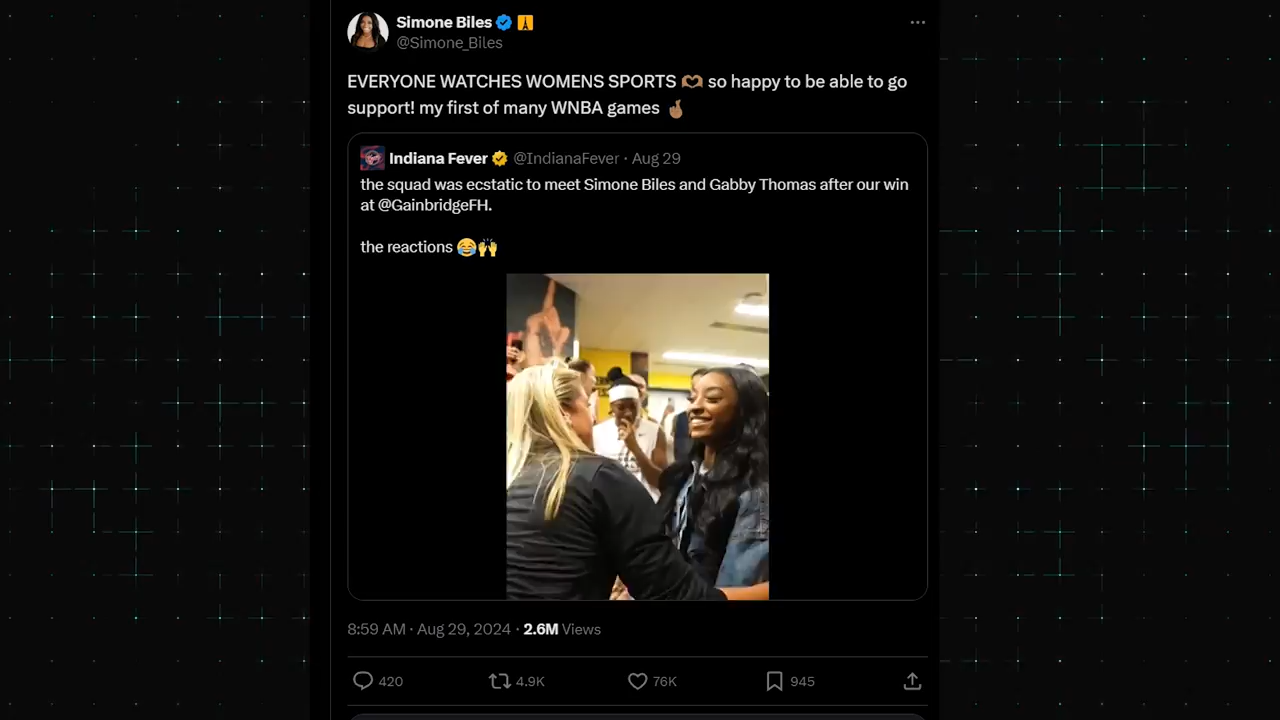 Simone Biles
@Simone_Biles
EVERYONE WATCHES WOMENS SPORTS 🫶🏽 so happy to be able to go
support! my first of many WNBA games 🤞🏽
Indiana Fever @IndianaFever · Aug 29
the squad was ecstatic to meet Simone Biles and Gabby Thomas after our win
at @GainbridgeFH.
the reactions 😂🙌
8:59 AM · Aug 29, 2024 · 2.6M Views
420 4.9K 76K 945